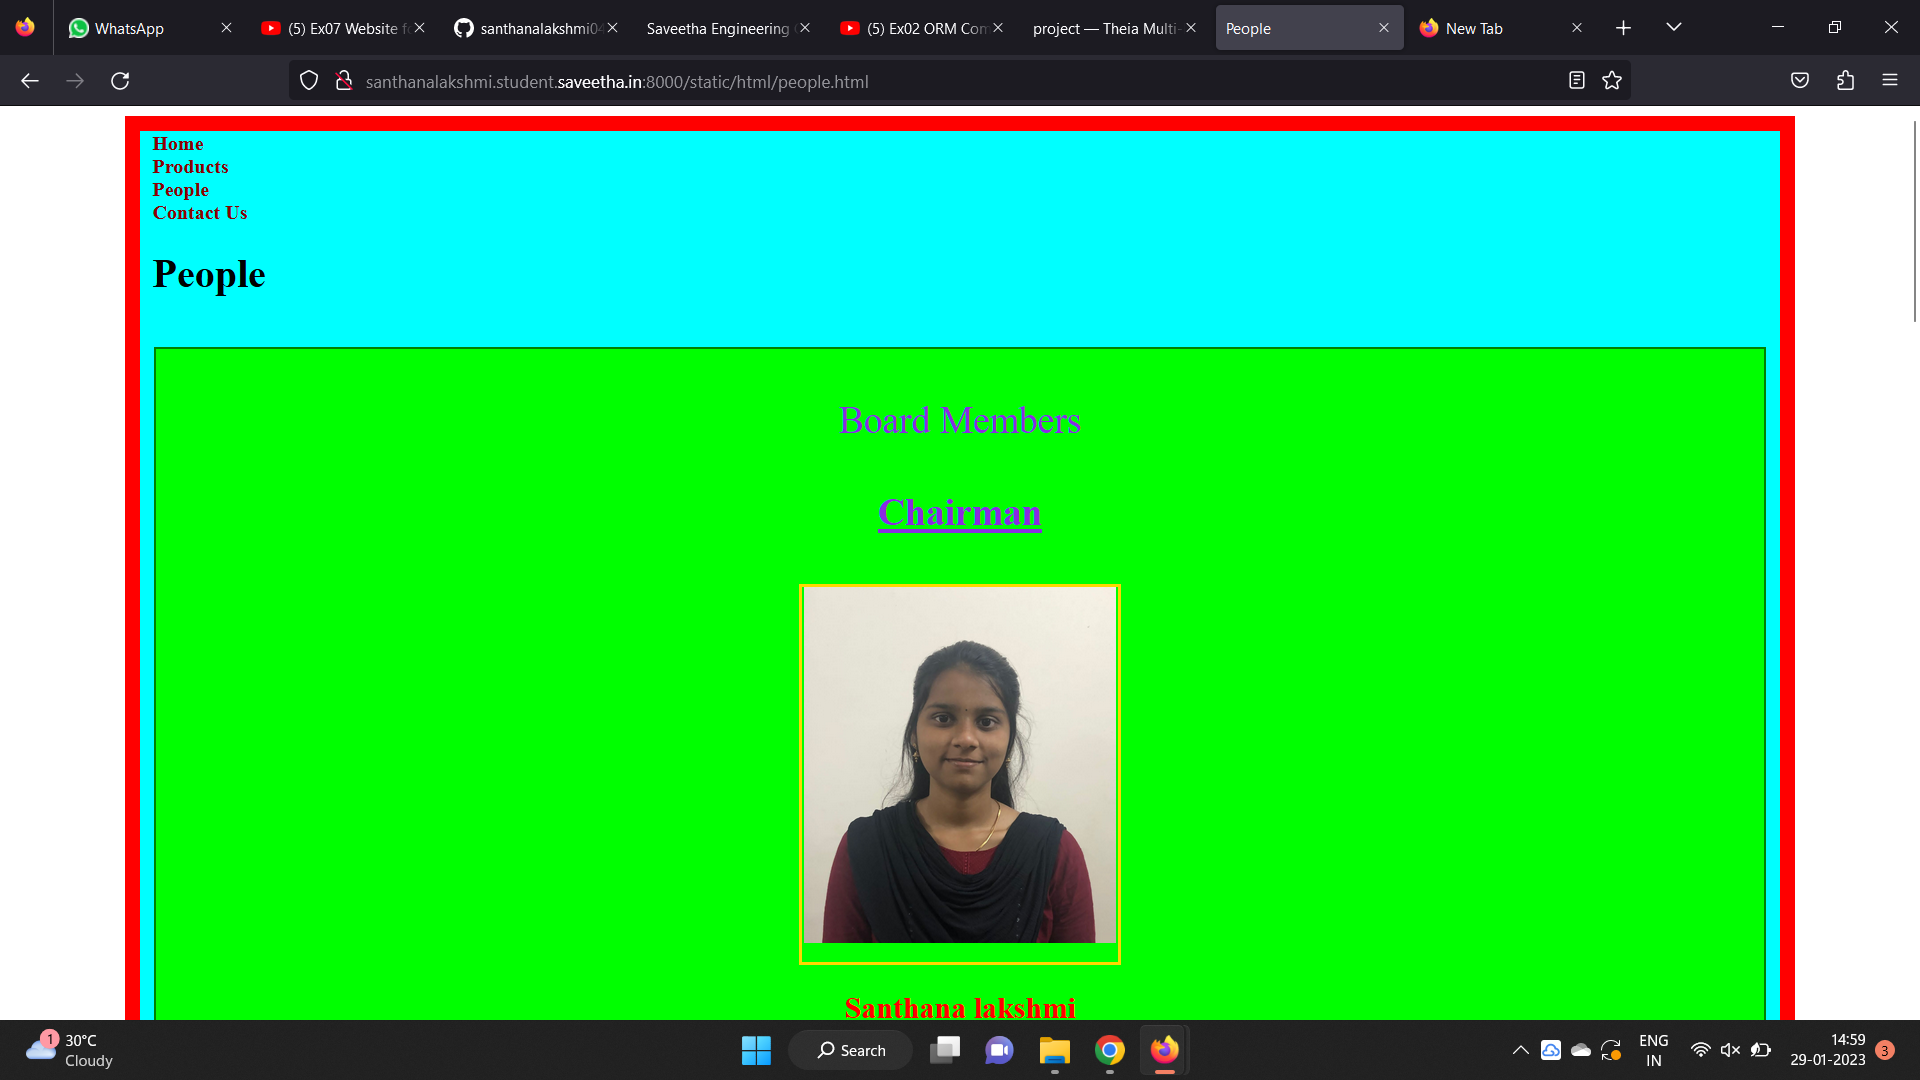 WhatsApp
(5) Ex07 Website fo
santhanalakshmi04
Saveetha Engineering
(5) Ex02 ORM Com
project — Theia Multi-
People
New Tab
santhanalakshmi.student.saveetha.in:8000/static/html/people.html
Home
Products
People
Contact Us
People
Board Members
Chairman
Santhana lakshmi
1
30°C
Cloudy
Search
ENG
IN
14:59
29-01-2023
3